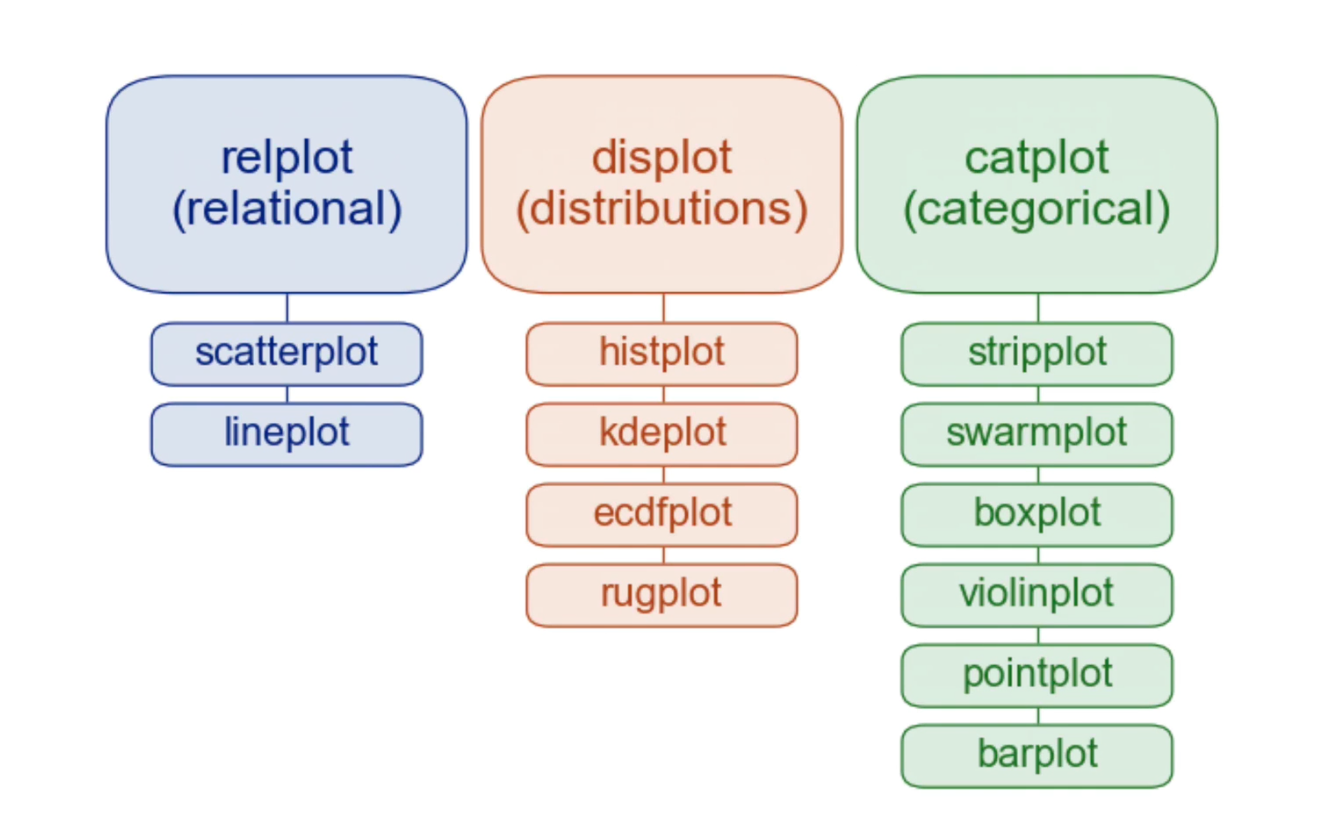 relplot
(relational)
scatterplot
lineplot
displot
(distributions)
histplot
kdeplot
ecdfplot
rugplot
catplot
(categorical)
stripplot
swarmplot
boxplot
violinplot
pointplot
barplot